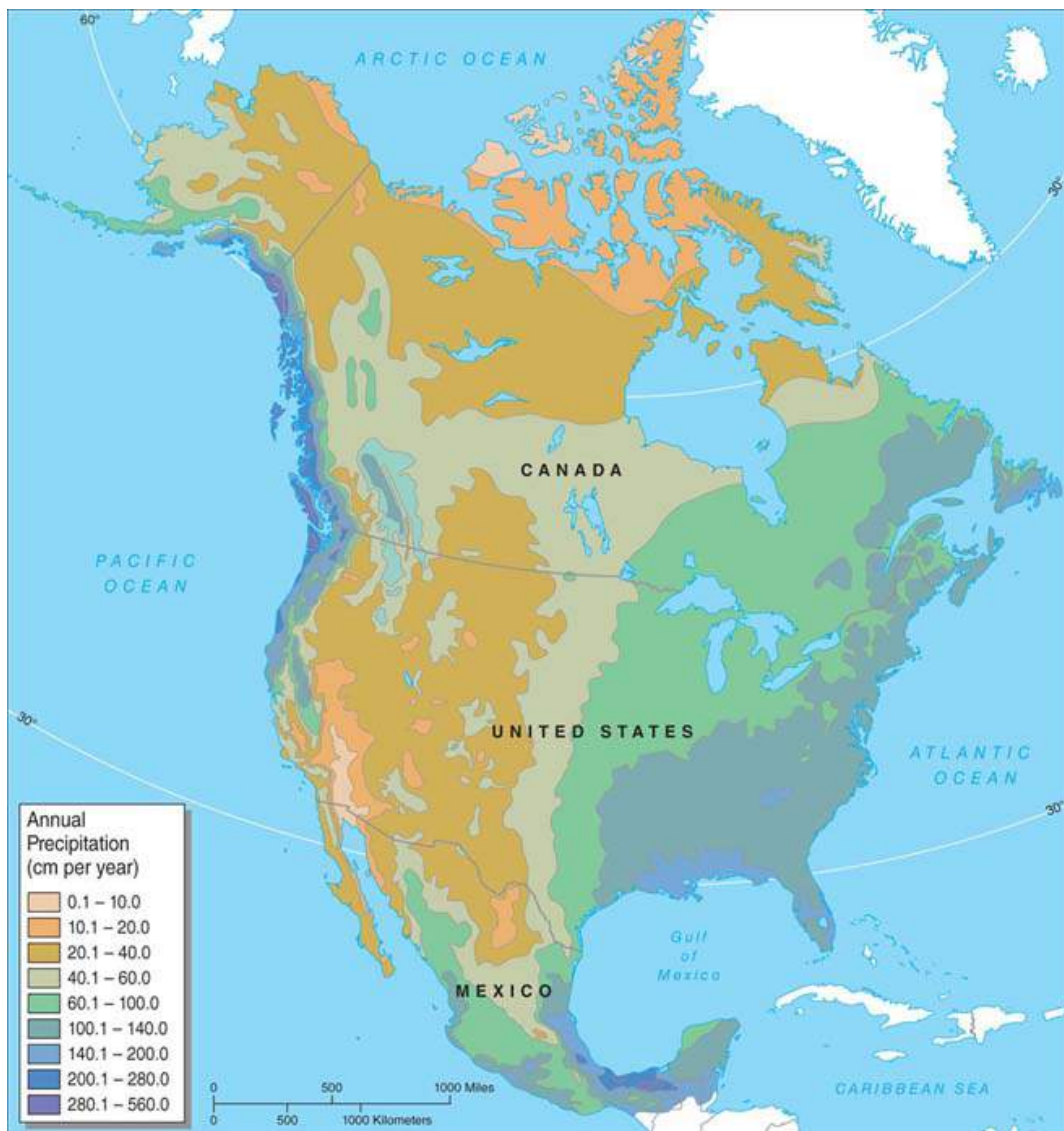 60°
ARCTIC OCEAN
30°
CANADA
PACIFIC
OCEAN
30°
UNITED STATES
ATLANTIC
OCEAN
30°
Annual
Precipitation
(cm per year)
0.1 – 10.0
10.1 – 20.0
20.1 – 40.0
40.1 – 60.0
60.1 – 100.0
100.1 – 140.0
140.1 – 200.0
200.1 – 280.0
280.1 – 560.0
Gulf
of
Mexico
MEXICO
CARIBBEAN SEA
0 500 1000 Miles
0 500 1000 Kilometers